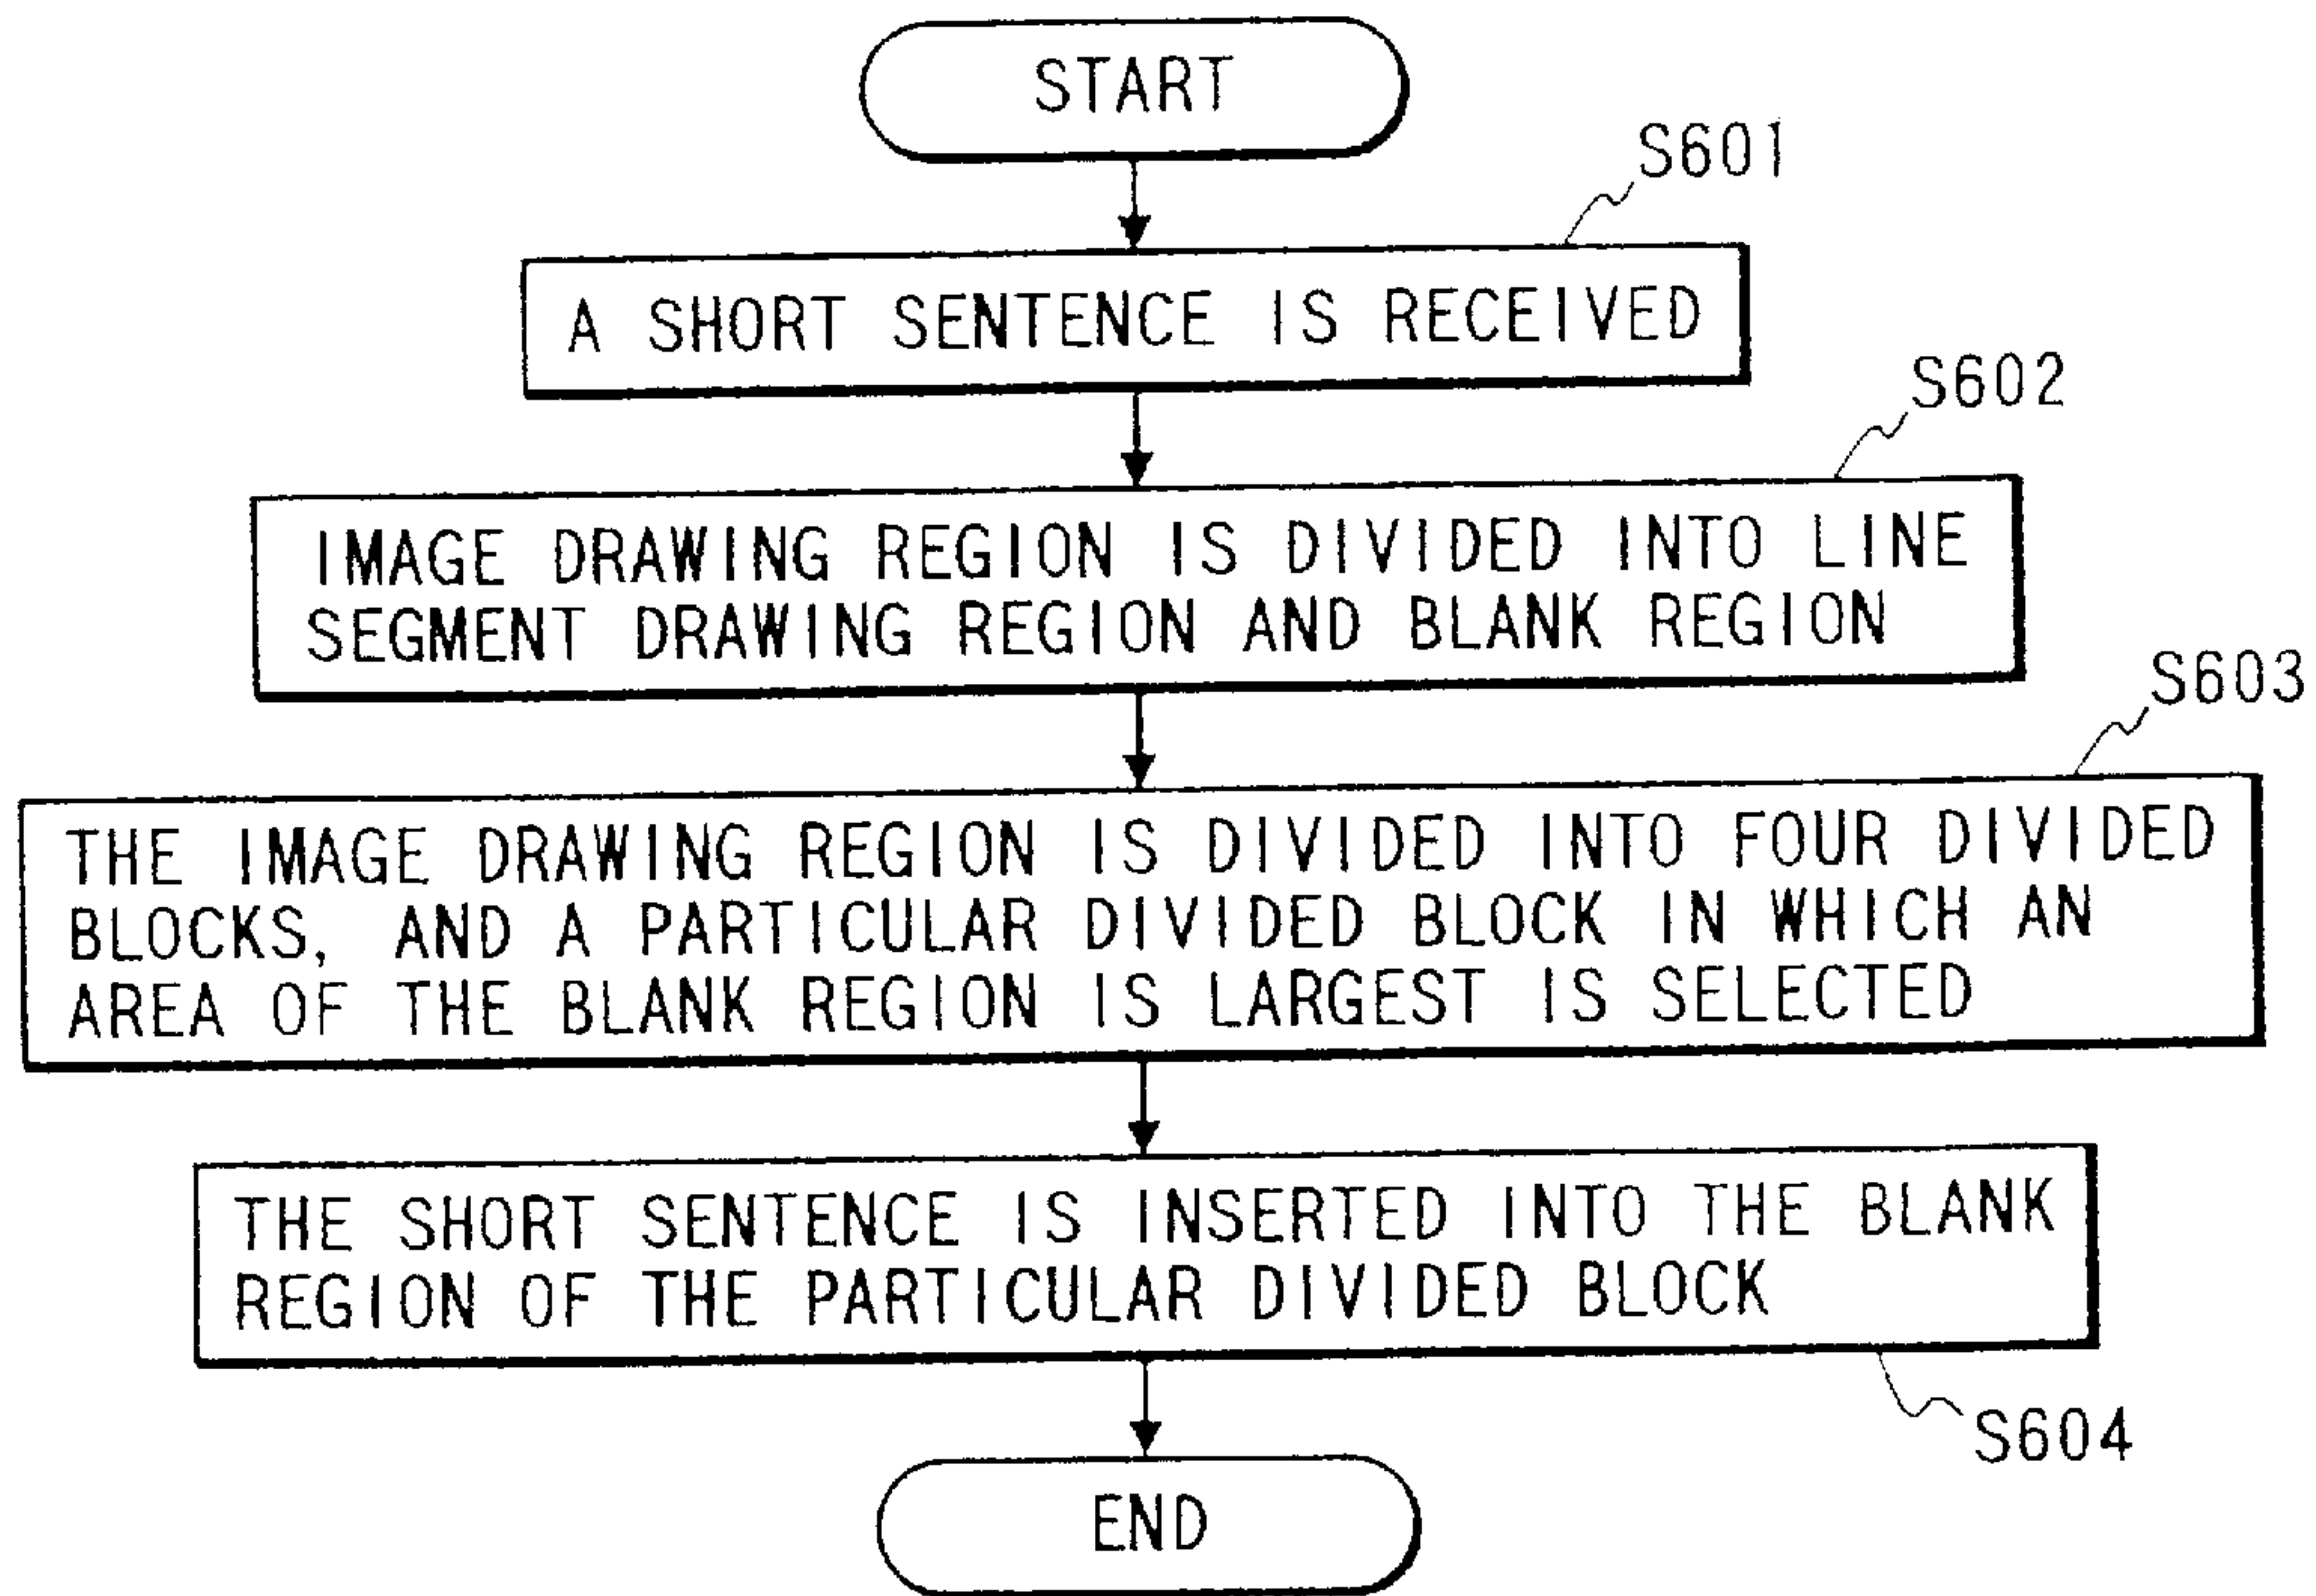 START
S601
A SHORT SENTENCE IS RECEIVED
S602
IMAGE DRAWING REGION IS DIVIDED INTO LINE
SEGMENT DRAWING REGION AND BLANK REGION
S603
THE IMAGE DRAWING REGION IS DIVIDED INTO FOUR DIVIDED
BLOCKS, AND A PARTICULAR DIVIDED BLOCK IN WHICH AN
AREA OF THE BLANK REGION IS LARGEST IS SELECTED
THE SHORT SENTENCE IS INSERTED INTO THE BLANK
REGION OF THE PARTICULAR DIVIDED BLOCK
S604
END